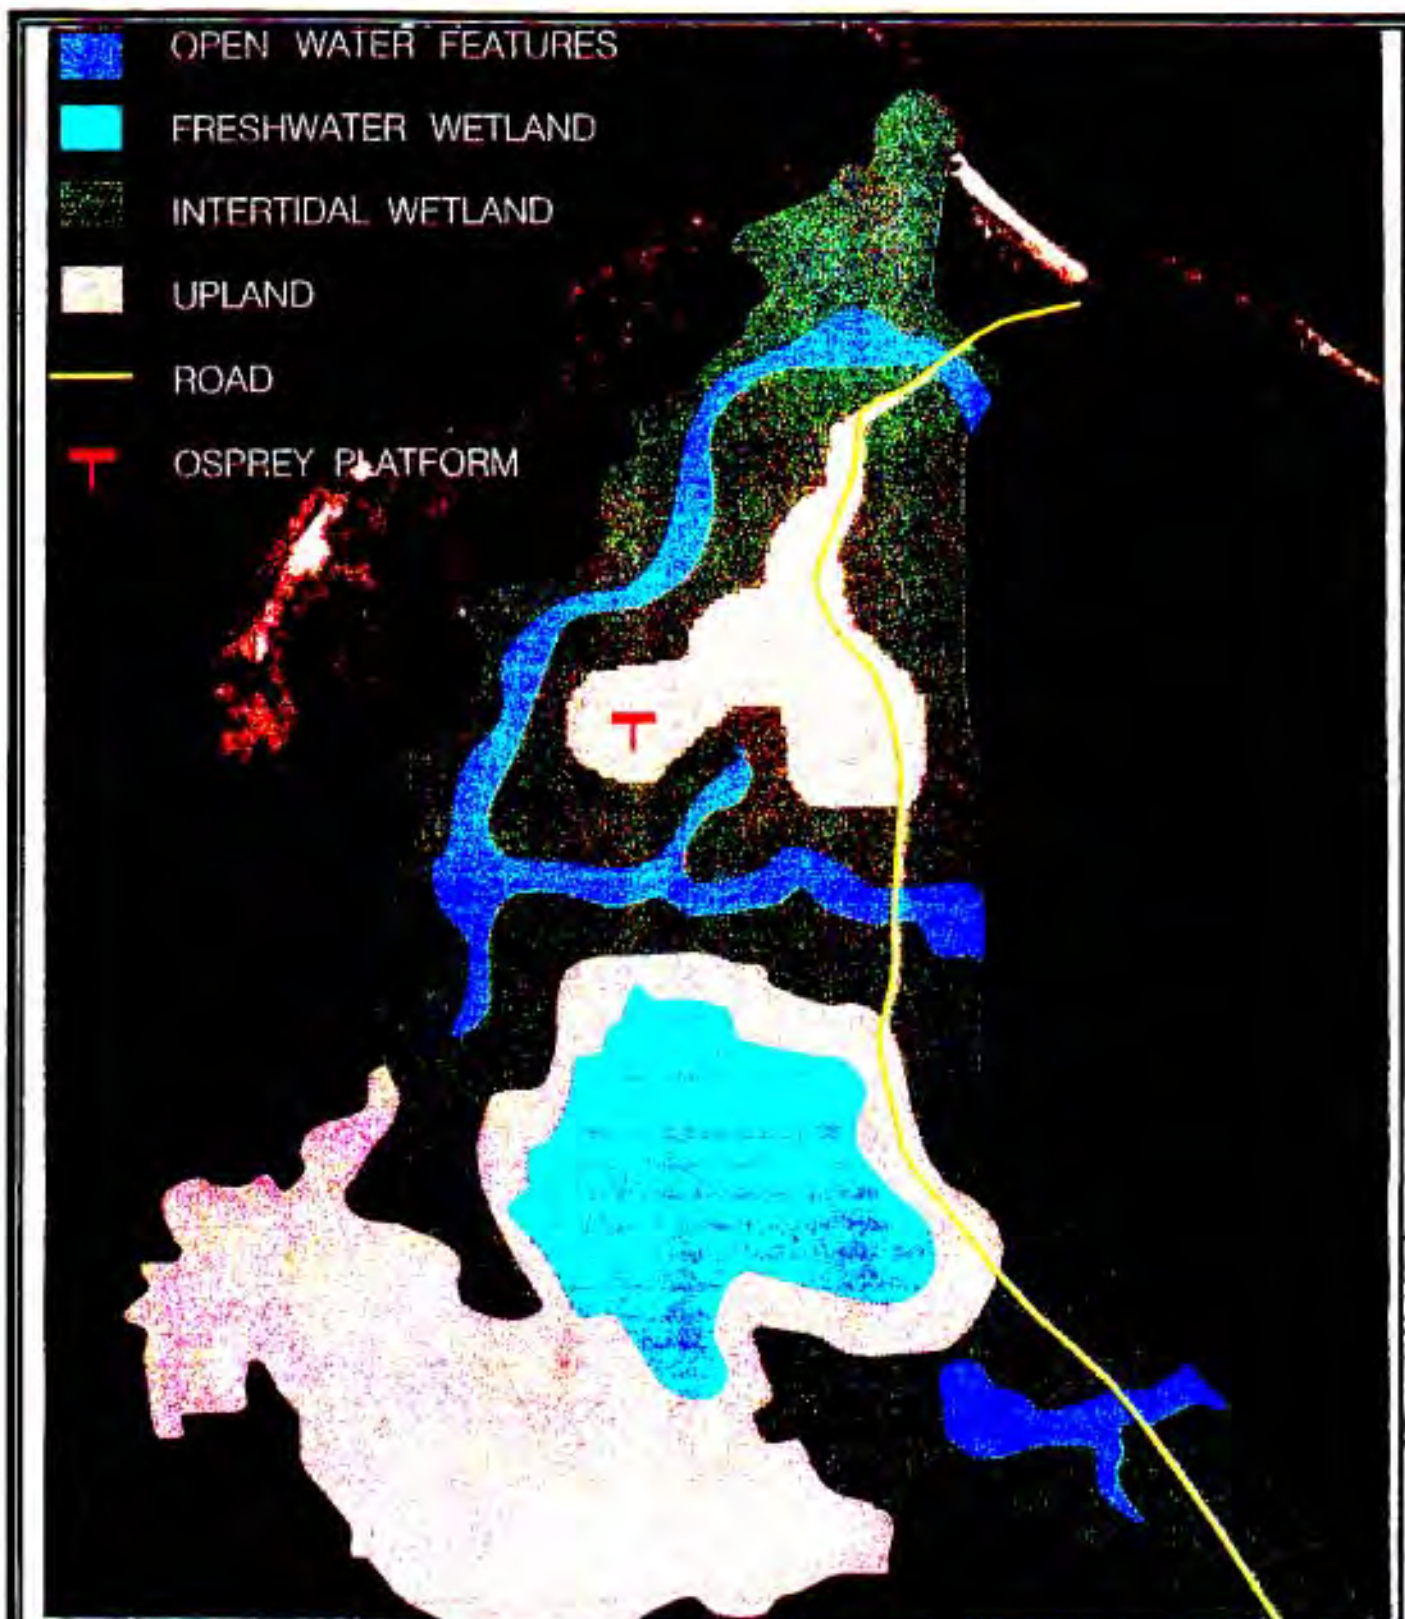 OPEN WATER FEATURES
FRESHWATER WETLAND
INTERTIDAL WETLAND
UPLAND
ROAD
OSPREY PLATFORM